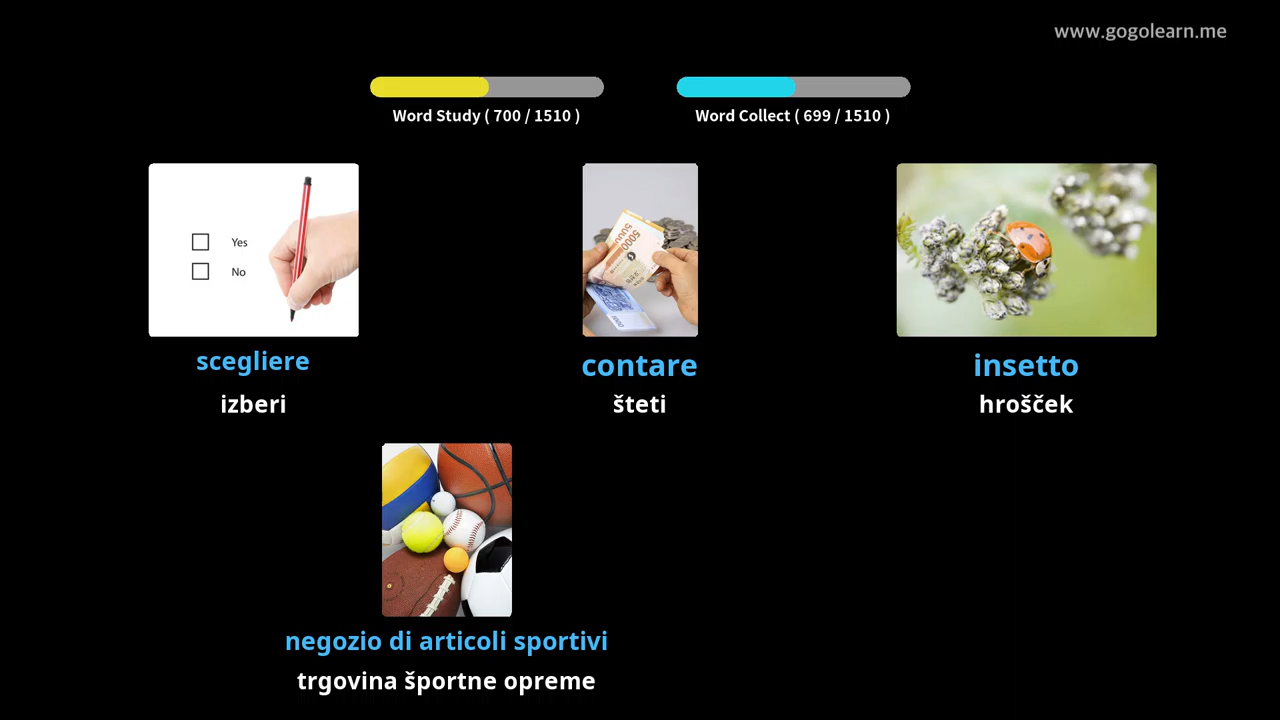 www.gogolearn.me
Word Study ( 700 / 1510 )
Word Collect ( 699 / 1510 )
Yes
No
5000
scegliere
izberi
contare
šteti
insetto
hrošček
negozio di articoli sportivi
trgovina športne opreme